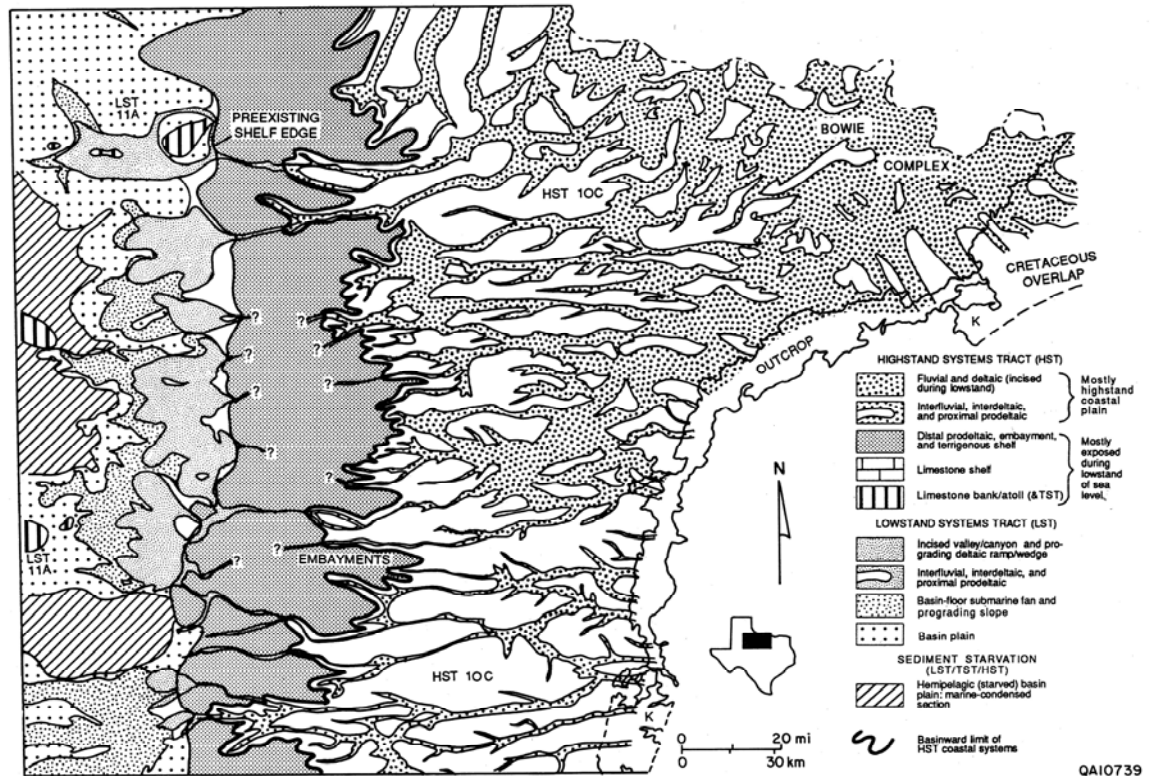 LST
11A
PREEXISTING
SHELF EDGE
BOWIE
COMPLEX
HST 10C
CRETACEOUS
OVERLAP
K
OUTCROP
?
?
?
?
?
?
?
?
EMBAYMENTS
LST
11A
HST 10C
K
HIGHSTAND SYSTEMS TRACT (HST)
Fluvial and deltaic (incised
during lowstand)
Interfluvial, interdeltaic,
and proximal prodeltaic
Mostly
highstand
coastal
plain
Distal prodeltaic, embayment,
and terrigenous shelf
Limestone shelf
Limestone bank/atoll (&TST)
Mostly
exposed
during
lowstand
of sea
level
LOWSTAND SYSTEMS TRACT (LST)
Incised valley/canyon and pro-
grading deltaic ramp/wedge
Interfluvial, interdeltaic, and
proximal prodeltaic
Basin-floor submarine fan and
prograding slope
Basin plain
SEDIMENT STARVATION
(LST/TST/HST)
Hemipelagic (starved) basin
plain: marine-condensed
section
Basinward limit of
HST coastal systems
N
0 20 mi
0 30 km
QA10739